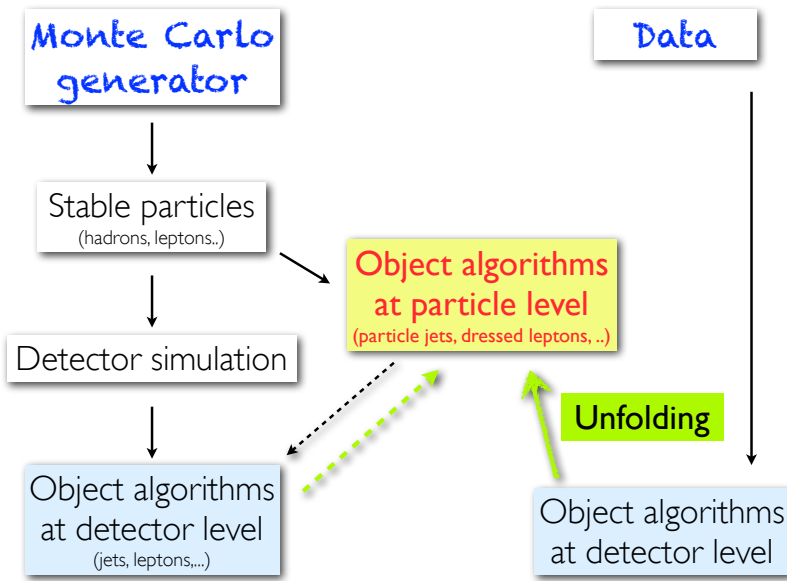 Monte Carlo
generator
Data
Stable particles
(hadrons, leptons..)
Object algorithms
at particle level
(particle jets, dressed leptons, ..)
Detector simulation
Unfolding
Object algorithms
at detector level
(jets, leptons,...)
Object algorithms
at detector level